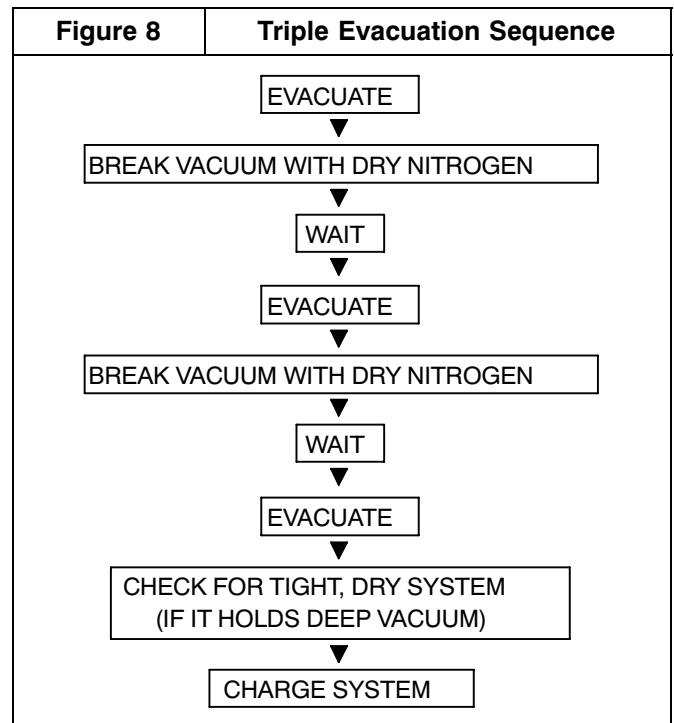 Figure 8
Triple Evacuation Sequence
EVACUATE
BREAK VACUUM WITH DRY NITROGEN
WAIT
EVACUATE
BREAK VACUUM WITH DRY NITROGEN
WAIT
EVACUATE
CHECK FOR TIGHT, DRY SYSTEM
(IF IT HOLDS DEEP VACUUM)
CHARGE SYSTEM